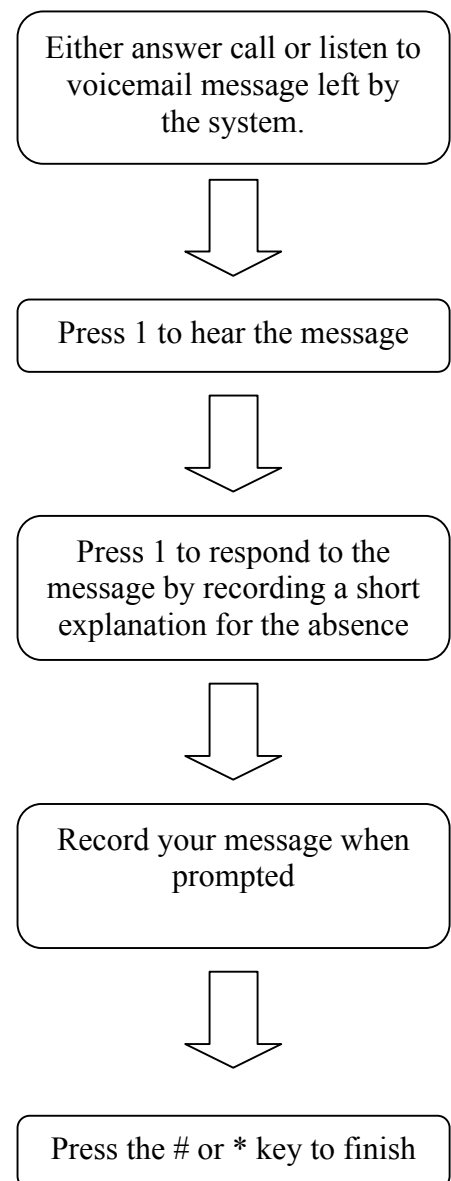 Either answer call or listen to
voicemail message left by
the system.
Press 1 to hear the message
Press 1 to respond to the
message by recording a short
explanation for the absence
Record your message when
prompted
Press the # or * key to finish